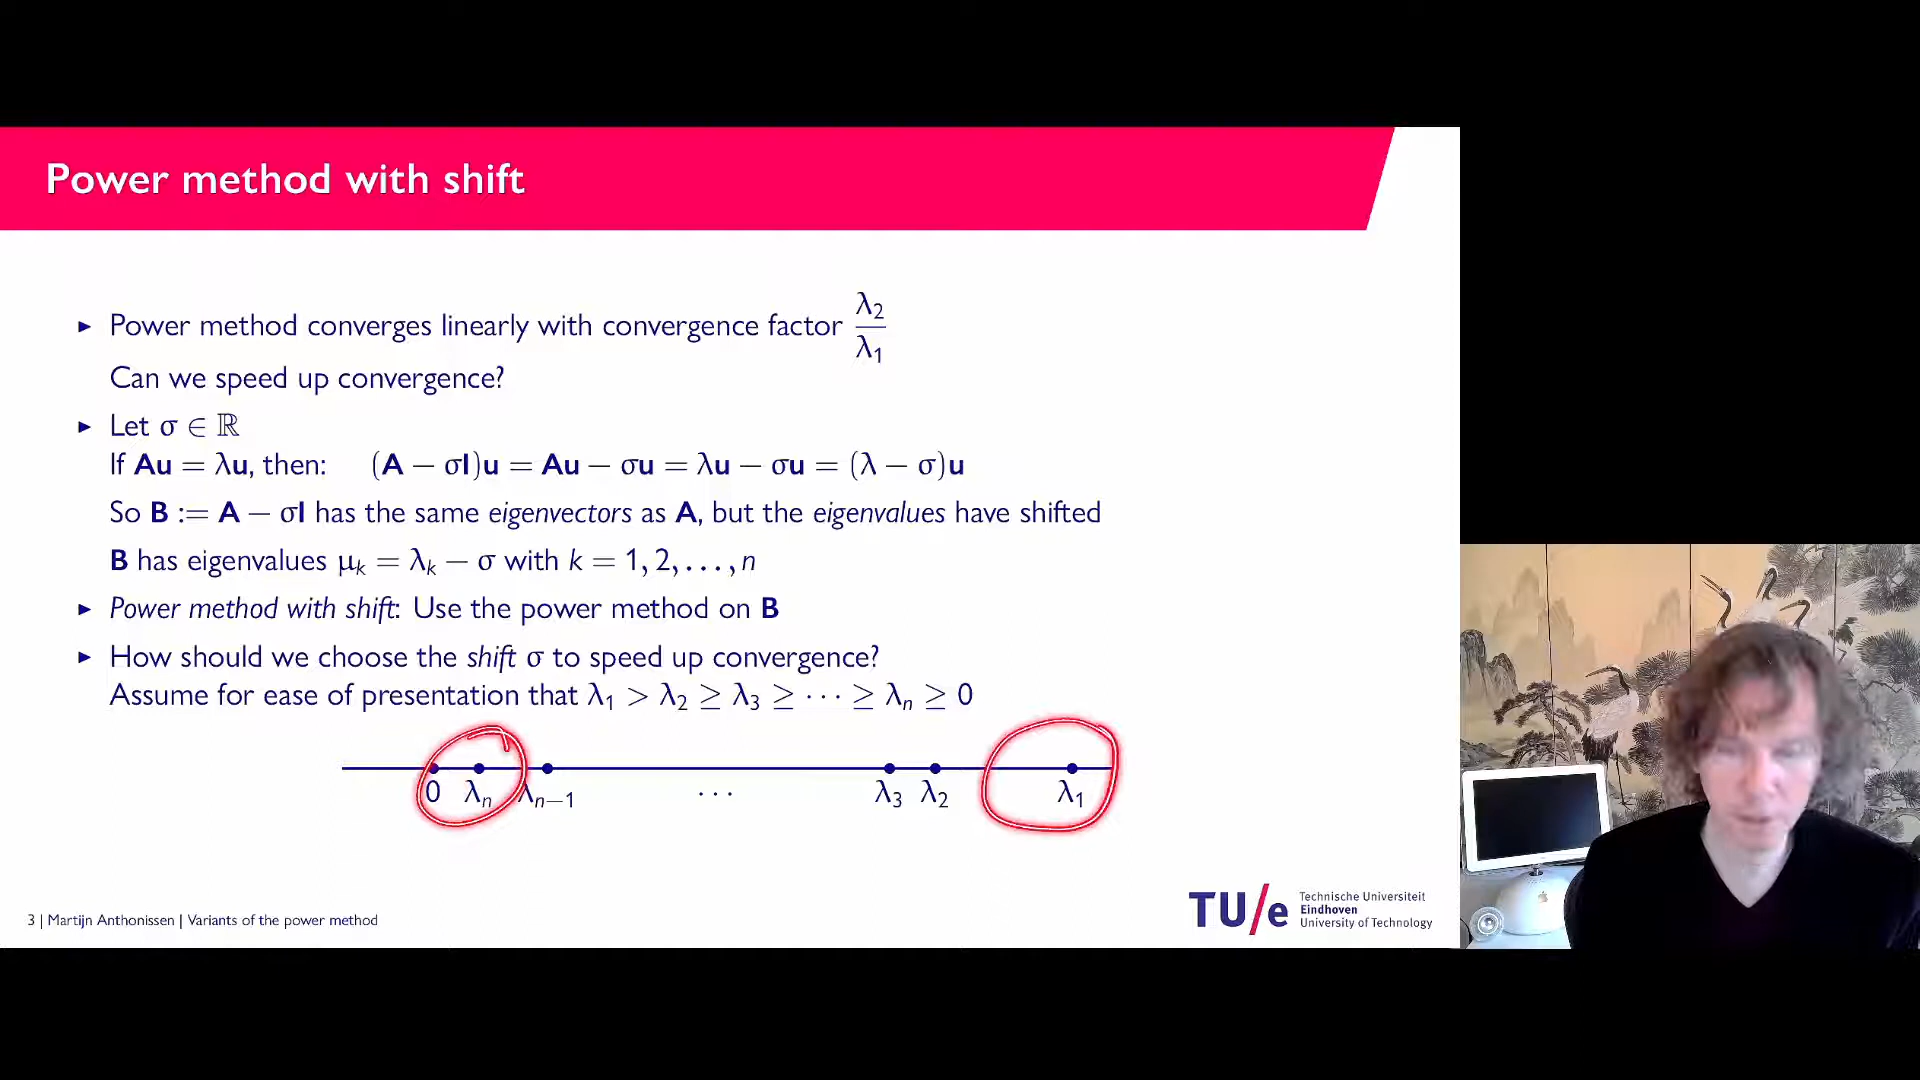 Power method with shift
▸ Power method converges linearly with convergence factor λ₂/λ₁
Can we speed up convergence?
▸ Let σ ∈ ℝ
If Au = λu, then: (A − σI)u = Au − σu = λu − σu = (λ − σ)u
So B := A − σI has the same eigenvectors as A, but the eigenvalues have shifted
B has eigenvalues μₖ = λₖ − σ with k = 1, 2, . . . , n
▸ Power method with shift: Use the power method on B
▸ How should we choose the shift σ to speed up convergence?
Assume for ease of presentation that λ₁ > λ₂ ≥ λ₃ ≥ · · · ≥ λₙ ≥ 0
0 λₙ λₙ₋₁ · · · λ₃ λ₂ λ₁
3 | Martijn Anthonissen | Variants of the power method
TU/e
Technische Universiteit
Eindhoven
University of Technology